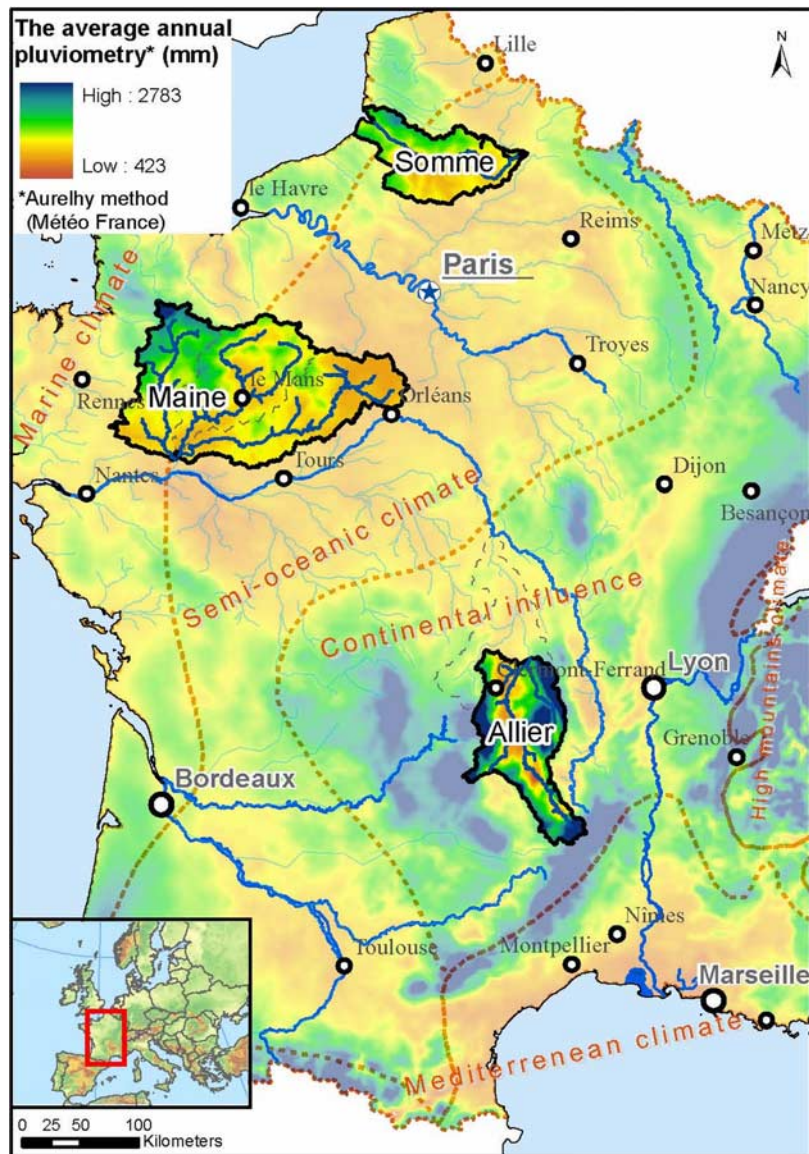 The average annual
pluviometry* (mm)
High : 2783
Low : 423
*Aurelhy method
(Météo France)
N
Lille
Somme
le Havre
Reims
Metz
Paris
Nancy
Marine climate
Troyes
Maine
le Mans
Rennes
Orléans
Nantes
Tours
Dijon
Besançon
Semi-oceanic climate
Continental influence
Clermont-Ferrand
Lyon
Allier
Grenoble
High mountains climate
Bordeaux
Nîmes
Toulouse
Montpellier
Marseille
Mediterrenean climate
0 25 50 100
Kilometers